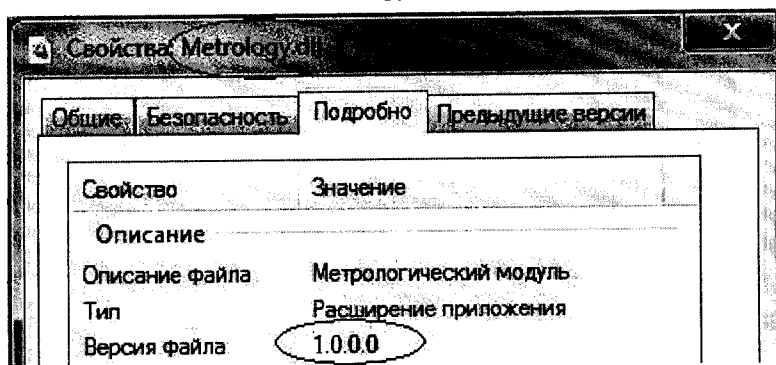 Свойства: Metrology.dll
Общие Безопасность Подробно Предыдущие версии
Свойство Значение
Описание
Описание файла Метрологический модуль
Тип Расширение приложения
Версия файла 1.0.0.0